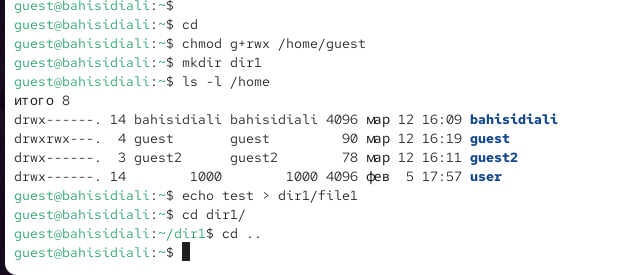 guest@bahisidiali:~$
guest@bahisidiali:~$ cd
guest@bahisidiali:~$ chmod g+rwx /home/guest
guest@bahisidiali:~$ mkdir dir1
guest@bahisidiali:~$ ls -l /home
итого 8
drwx------. 14 bahisidiali bahisidiali 4096 мар 12 16:09 bahisidiali
drwxrwx---.  4 guest       guest         90 мар 12 16:19 guest
drwx------.  3 guest2      guest2        78 мар 12 16:11 guest2
drwx------. 14        1000        1000 4096 фев  5 17:57 user
guest@bahisidiali:~$ echo test > dir1/file1
guest@bahisidiali:~$ cd dir1/
guest@bahisidiali:~/dir1$ cd ..
guest@bahisidiali:~$